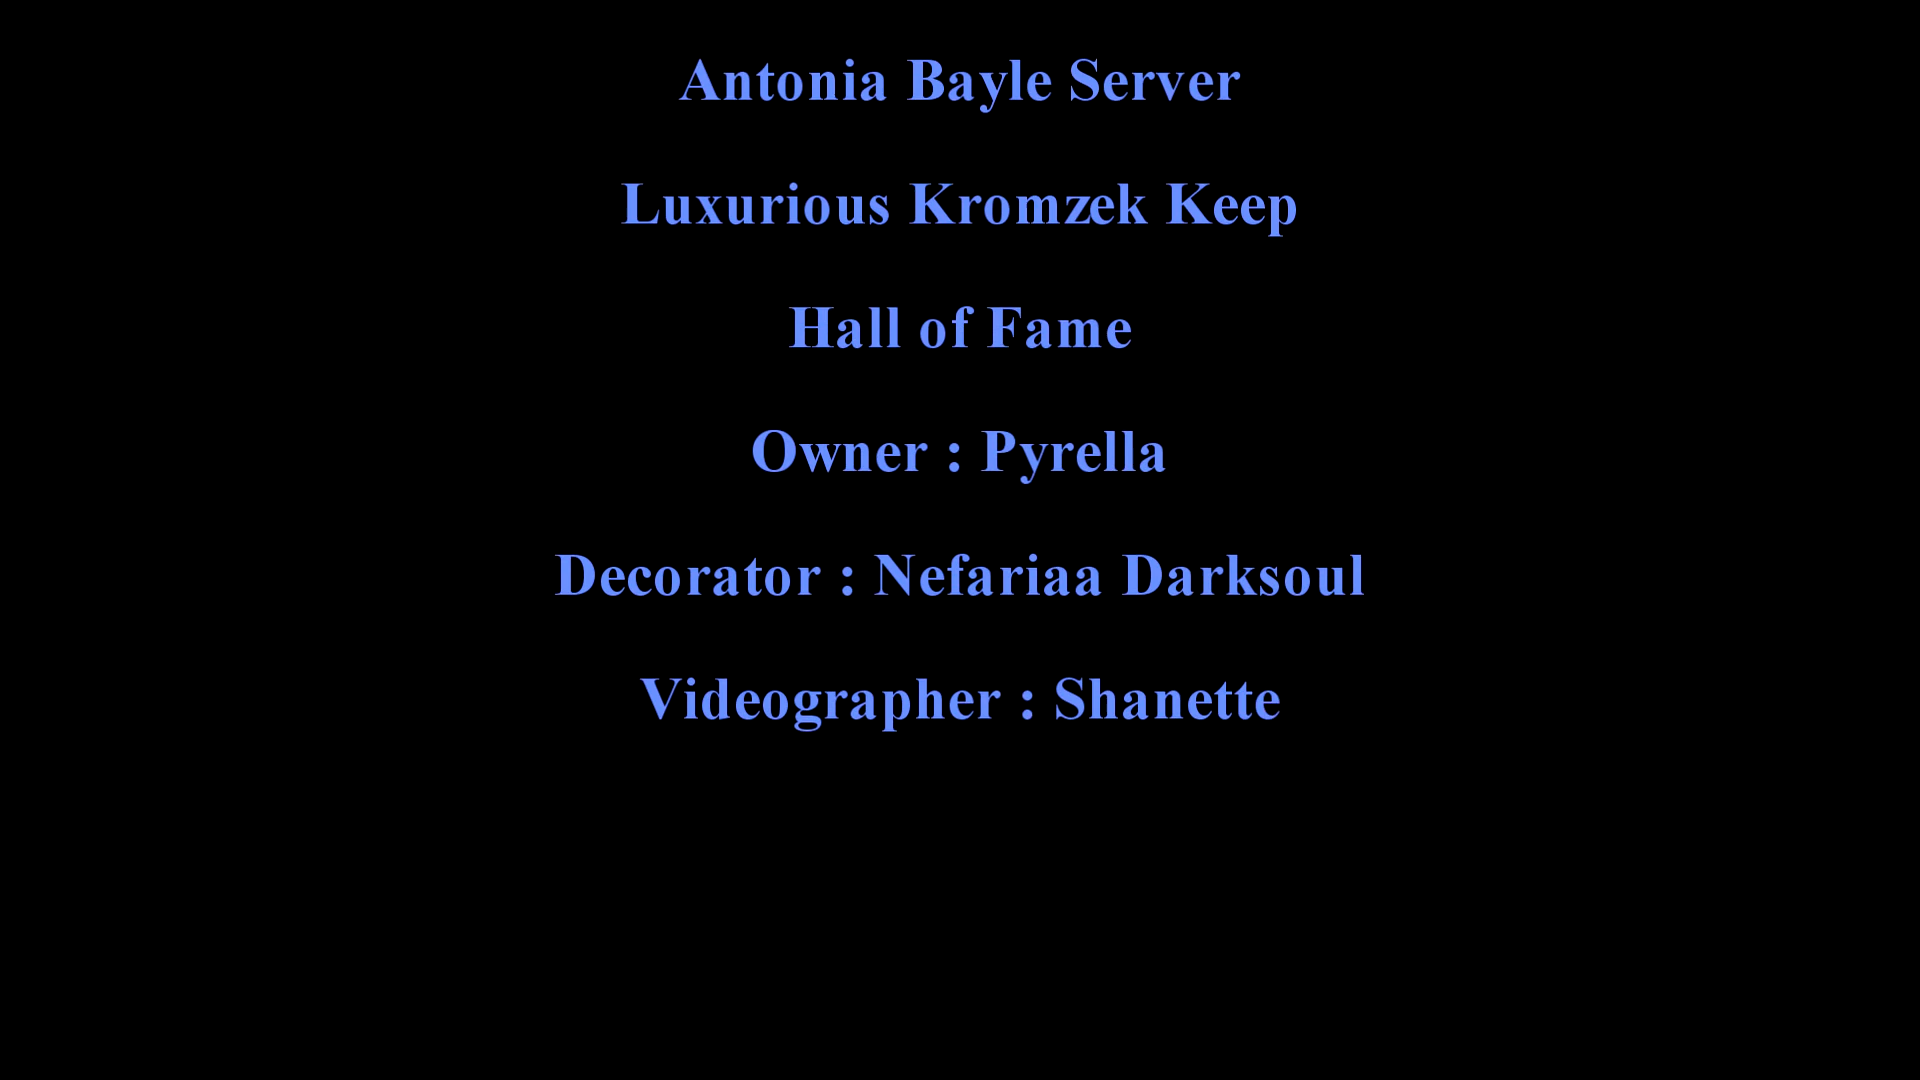 Antonia Bayle Server
Luxurious Kromzek Keep
Hall of Fame
Owner : Pyrella
Decorator : Nefariaa Darksoul
Videographer : Shanette